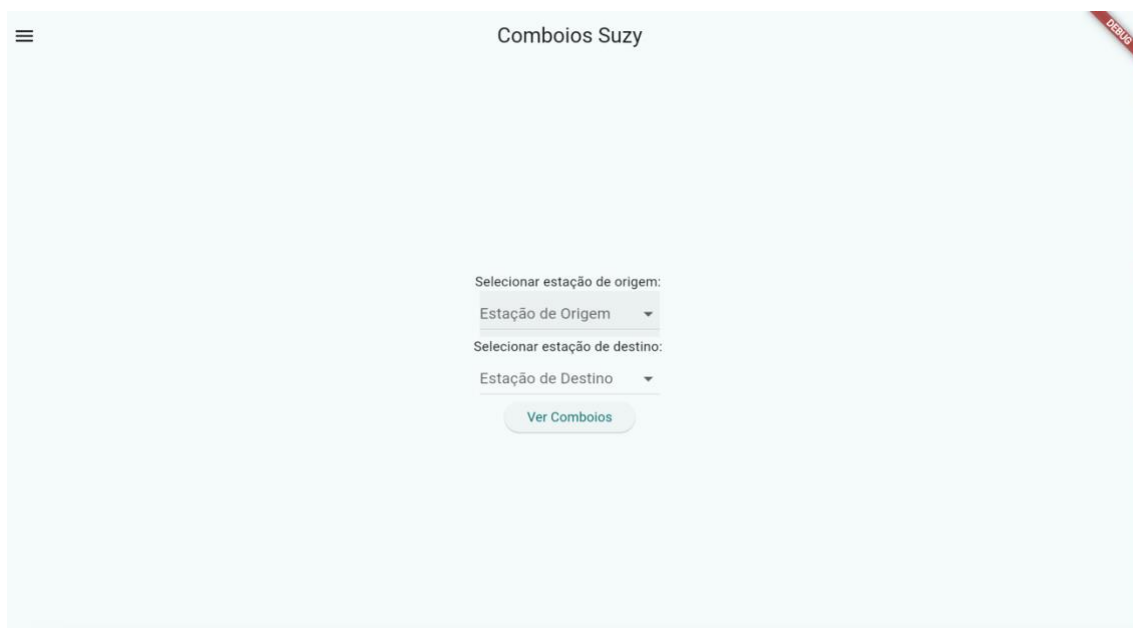 Comboios Suzy
DEBUG
Selecionar estação de origem:
Estação de Origem
Selecionar estação de destino:
Estação de Destino
Ver Comboios